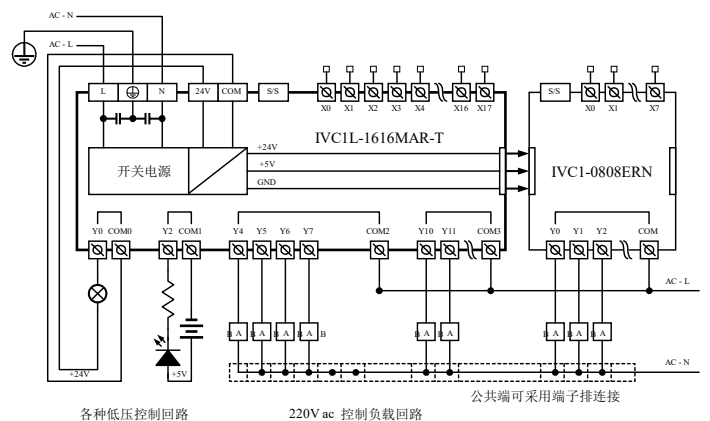 AC - N
AC - L
L N 24V COM S/S X0 X1 X2 X3 X4 X16 X17 S/S X0 X1 X7
IVC1L-1616MAR-T
+24V
+5V
GND
开关电源
IVC1-0808ERN
Y0 COM0 Y2 COM1 Y4 Y5 Y6 Y7 COM2 Y10 Y11 COM3 Y0 Y1 Y2 COM
AC - L
B A B A B A B A B B A B A B A B A B A
AC - N
+24V +5V
公共端可采用端子排连接
各种低压控制回路 220V ac 控制负载回路